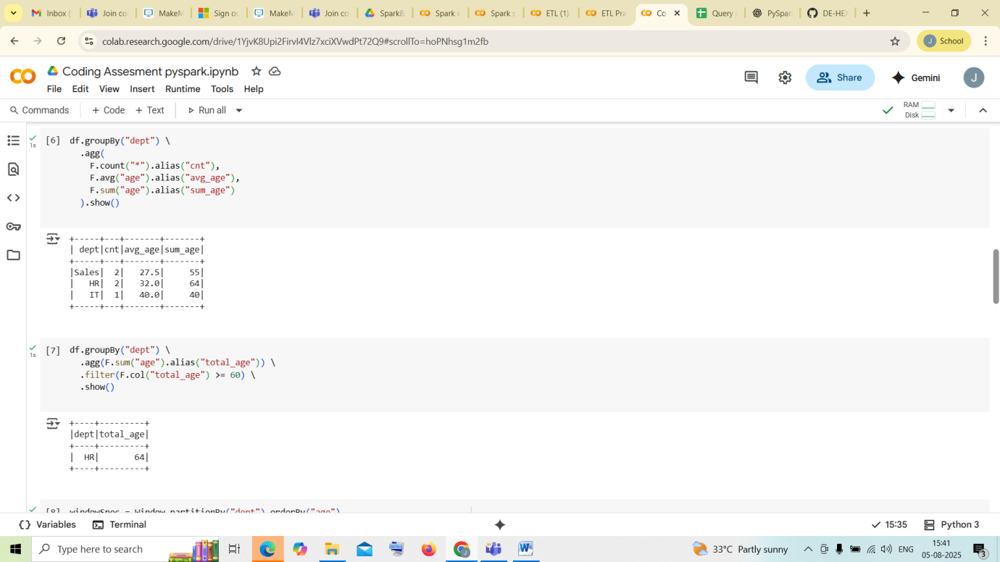 Inbox (
Join co
MakeM
Sign ou
MakeM
Join co
Spark&
Spark s
Spark s
ETL (1).
ETL Pra
Co
Query
PySpar
DE-HE
colab.research.google.com/drive/1YjvK8Upi2FirvI4Vlz7xciXVwdPt72Q9#scrollTo=hoPNhsg1m2fb
J School
Coding Assesment pyspark.ipynb
File Edit View Insert Runtime Tools Help
Share
Gemini
J
Commands + Code + Text Run all
RAM
Disk
[6] df.groupBy("dept") \
1s
.agg(
F.count("*").alias("cnt"),
F.avg("age").alias("avg_age"),
F.sum("age").alias("sum_age")
).show()
+-----+---+-------+-------+
| dept|cnt|avg_age|sum_age|
+-----+---+-------+-------+
|Sales|  2|   27.5|     55|
|   HR|  2|   32.0|     64|
|   IT|  1|   40.0|     40|
+-----+---+-------+-------+
[7] df.groupBy("dept") \
1s
.agg(F.sum("age").alias("total_age")) \
.filter(F.col("total_age") >= 60) \
.show()
+----+---------+
|dept|total_age|
+----+---------+
|  HR|       64|
+----+---------+
[8] windowSpec = Window.partitionBy("dept").orderBy("age")
{} Variables Terminal
15:35 Python 3
Type here to search
33°C Partly sunny
ENG
15:41
05-08-2025
3